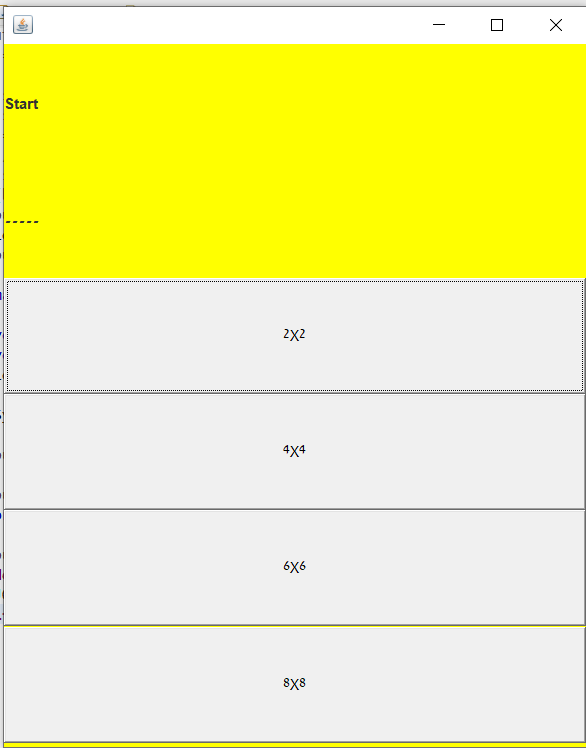 Start
-----
2X2
4X4
6X6
8X8